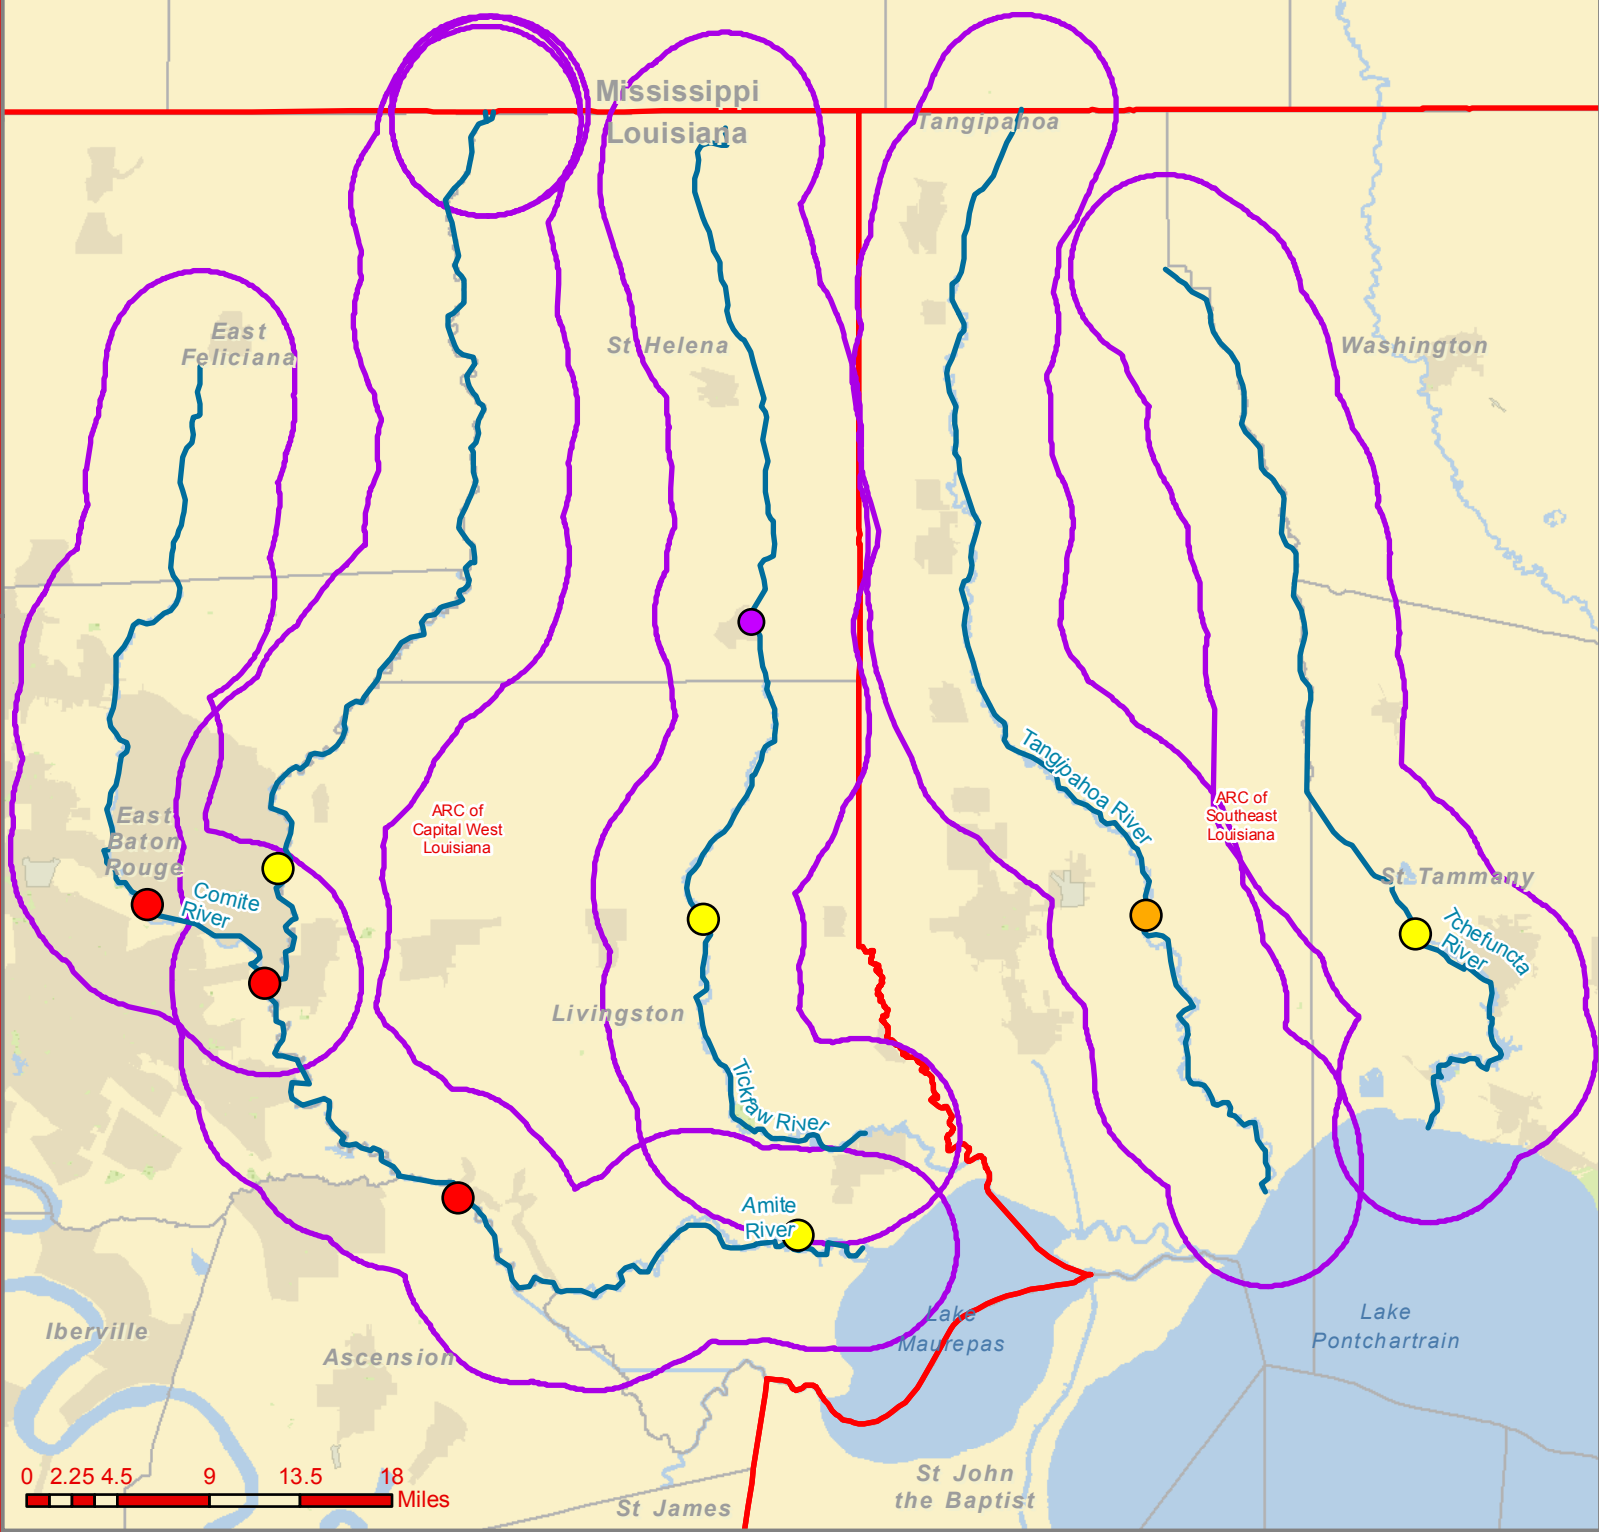 Mississippi
Louisiana
Tangipahoa
East
Feliciana
St Helena
Washington
Tangipahoa River
ARC of
Capital West
Louisiana
ARC of
Southeast
Louisiana
East
Baton
Rouge
Comite
River
St Tammany
Tchefuncta
River
Livingston
Tickfaw River
Amite
River
Iberville
Ascension
Lake
Maurepas
Lake
Pontchartrain
St John
the Baptist
St James
0 2.25 4.5 9 13.5 18
Miles